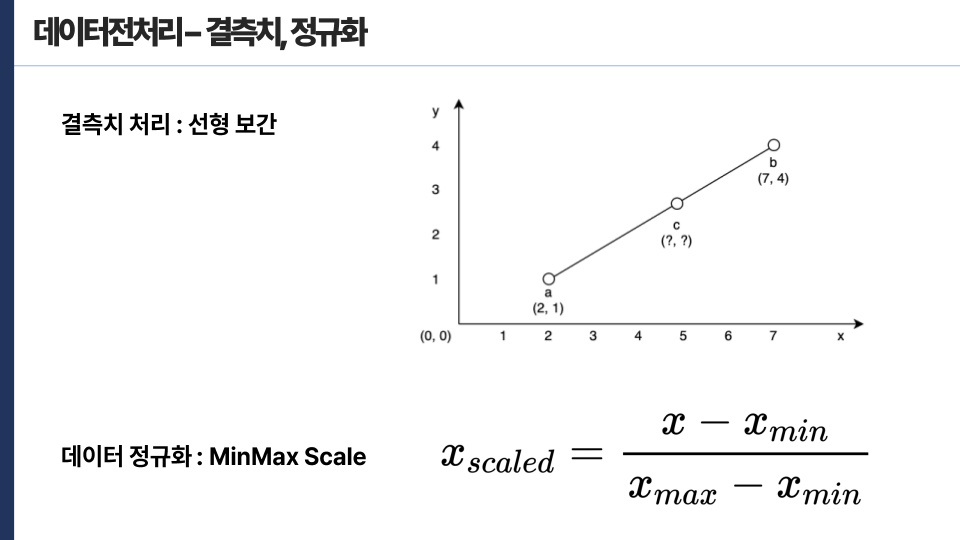 데이터전처리 – 결측치, 정규화
결측치 처리 : 선형 보간
y
4
3
2
1
b
(7, 4)
c
(?, ?)
a
(2, 1)
(0, 0) 1 2 3 4 5 6 7 x
데이터 정규화 : MinMax Scale
x_{scaled} = \frac{x - x_{min}}{x_{max} - x_{min}}